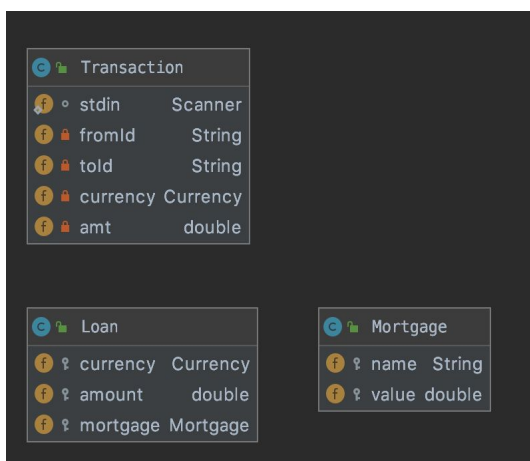 C Transaction
f stdin Scanner
f fromId String
f toId String
f currency Currency
f amt double
C Loan
f currency Currency
f amount double
f mortgage Mortgage
C Mortgage
f name String
f value double